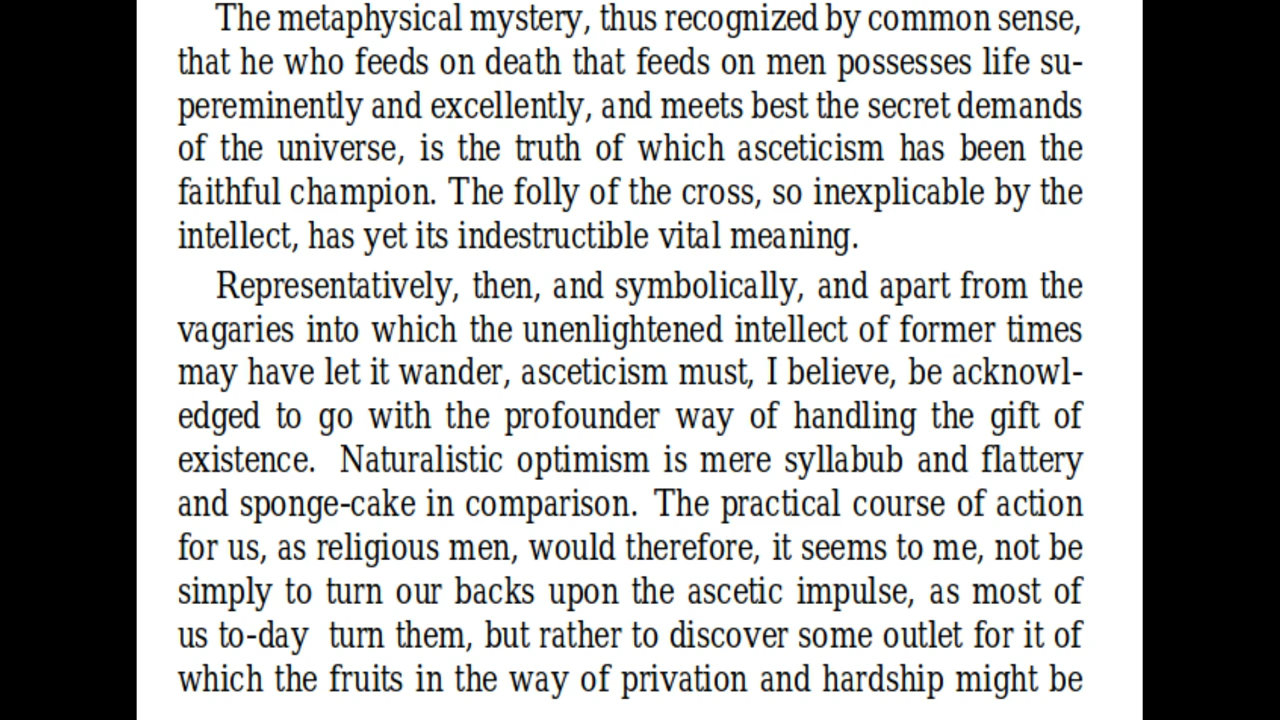 The metaphysical mystery, thus recognized by common sense,
that he who feeds on death that feeds on men possesses life su-
pereminently and excellently, and meets best the secret demands
of the universe, is the truth of which asceticism has been the
faithful champion. The folly of the cross, so inexplicable by the
intellect, has yet its indestructible vital meaning.
Representatively, then, and symbolically, and apart from the
vagaries into which the unenlightened intellect of former times
may have let it wander, asceticism must, I believe, be acknowl-
edged to go with the profounder way of handling the gift of
existence. Naturalistic optimism is mere syllabub and flattery
and sponge-cake in comparison. The practical course of action
for us, as religious men, would therefore, it seems to me, not be
simply to turn our backs upon the ascetic impulse, as most of
us to-day turn them, but rather to discover some outlet for it of
which the fruits in the way of privation and hardship might be